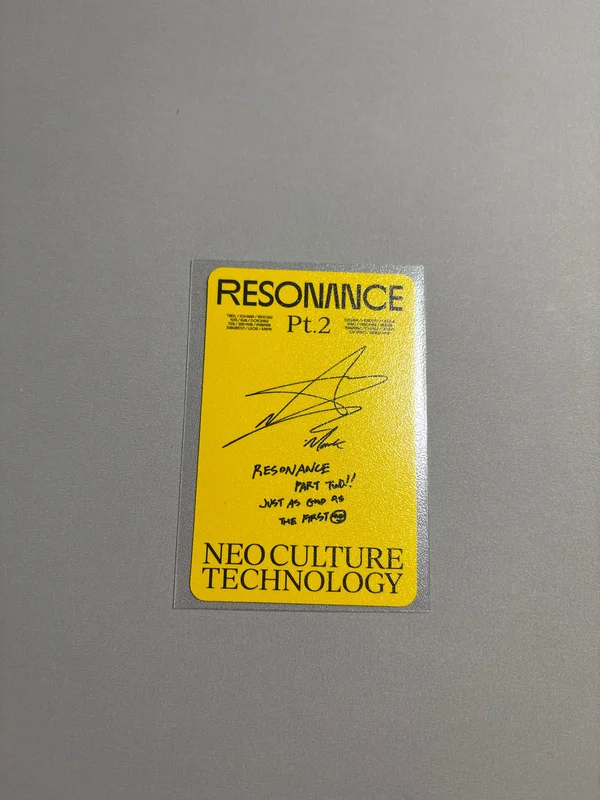 RESONANCE
Pt.2
Mark
RESONANCE
PART TWO!!
JUST AS GOOD AS
THE FIRST
NEO CULTURE
TECHNOLOGY